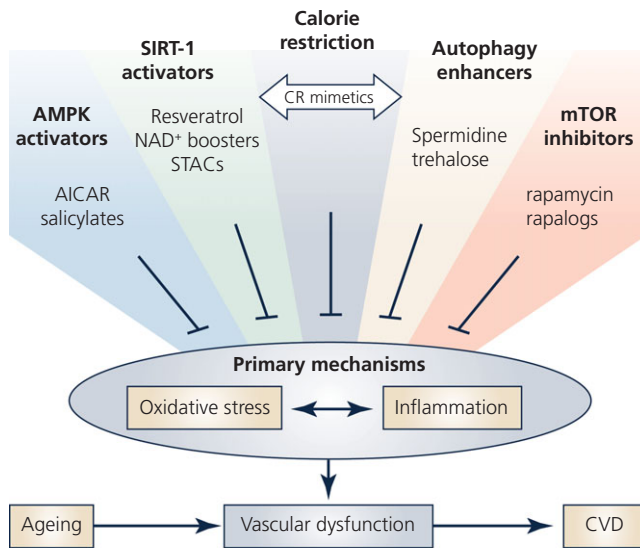 Calorie
restriction
SIRT-1
activators
Autophagy
enhancers
CR mimetics
AMPK
activators
Resveratrol
NAD⁺ boosters
STACs
Spermidine
trehalose
mTOR
inhibitors
AICAR
salicylates
rapamycin
rapalogs
Primary mechanisms
Oxidative stress
Inflammation
Ageing
Vascular dysfunction
CVD